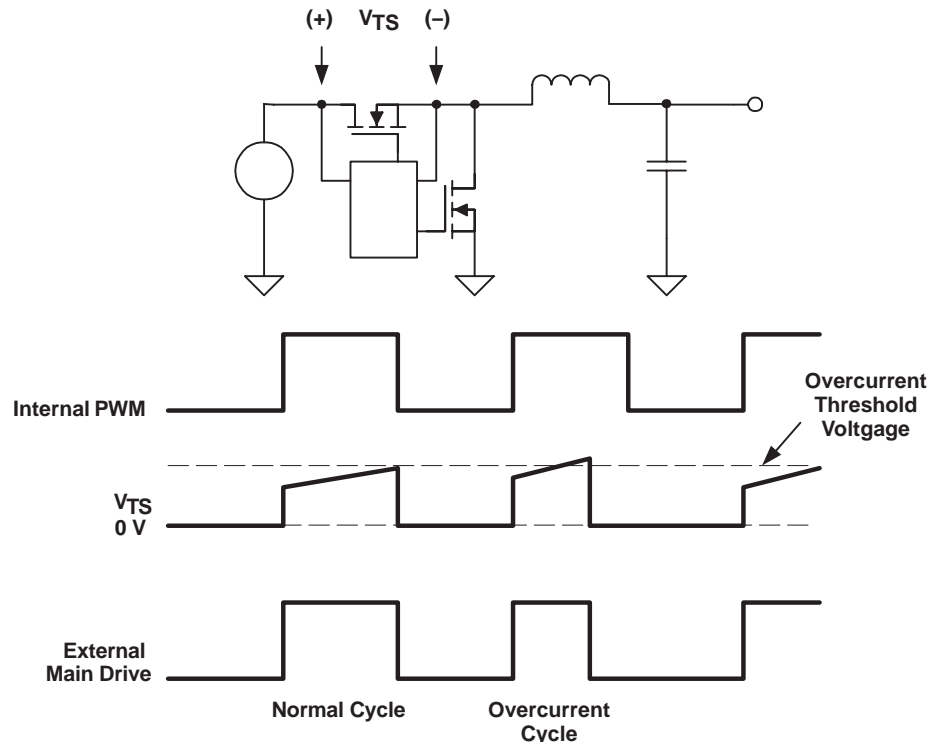 (+) VTS (–)
Internal PWM
Overcurrent
Threshold
Voltgage
VTS
0 V
External
Main Drive
Normal Cycle
Overcurrent
Cycle